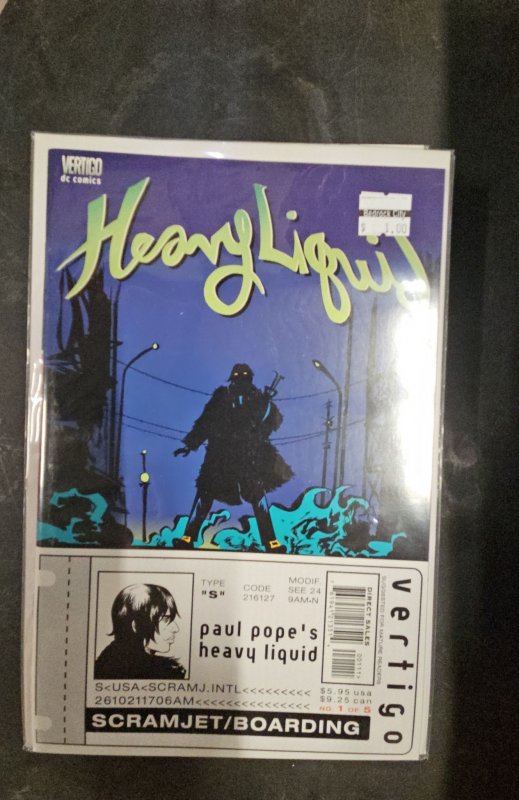 VERTIGO
dc comics
Heavy Liquid
Bedrock City
$ 1.00
TYPE
"S"
CODE
216127
MODIF.
SEE 24
9AM-N
paul pope's
heavy liquid
DIRECT SALES
00111
vertigo
SUGGESTED FOR MATURE READERS
S<USA<SCRAMJ.INTL<<<<<<<<<
2610211706AM<<<<<<<<<<<<<<<
$5.95 usa
$9.25 can
NO. 1 OF 5
SCRAMJET/BOARDING